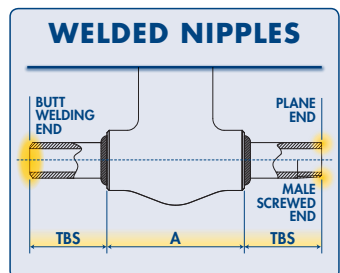 WELDED NIPPLES
BUTT
WELDING
END
PLANE
END
MALE
SCREWED
END
TBS
A
TBS